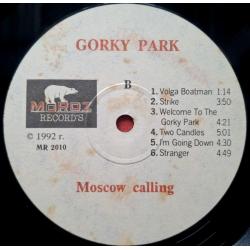 GORKY PARK
MOROZ
RECORDS
B
© 1992 г.
MR 2010
1. Volga Boatman 1:14
2. Strike 3:50
3. Welcome To The
Gorky Park 4:21
4. Two Candles 5:01
5. I'm Going Down 4:30
6. Stranger 4:49
Moscow calling